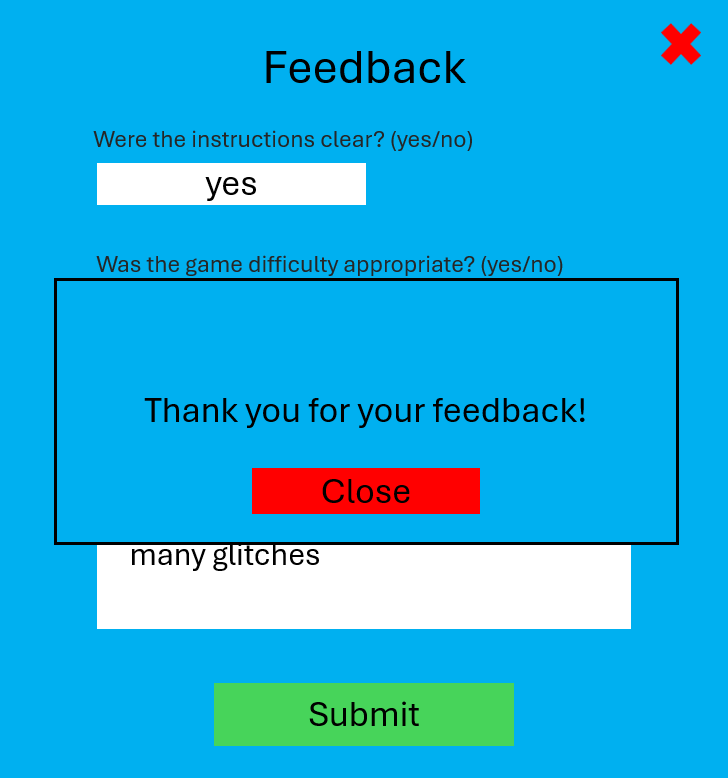 Feedback
Were the instructions clear? (yes/no)
yes
Was the game difficulty appropriate? (yes/no)
Thank you for your feedback!
Close
many glitches
Submit